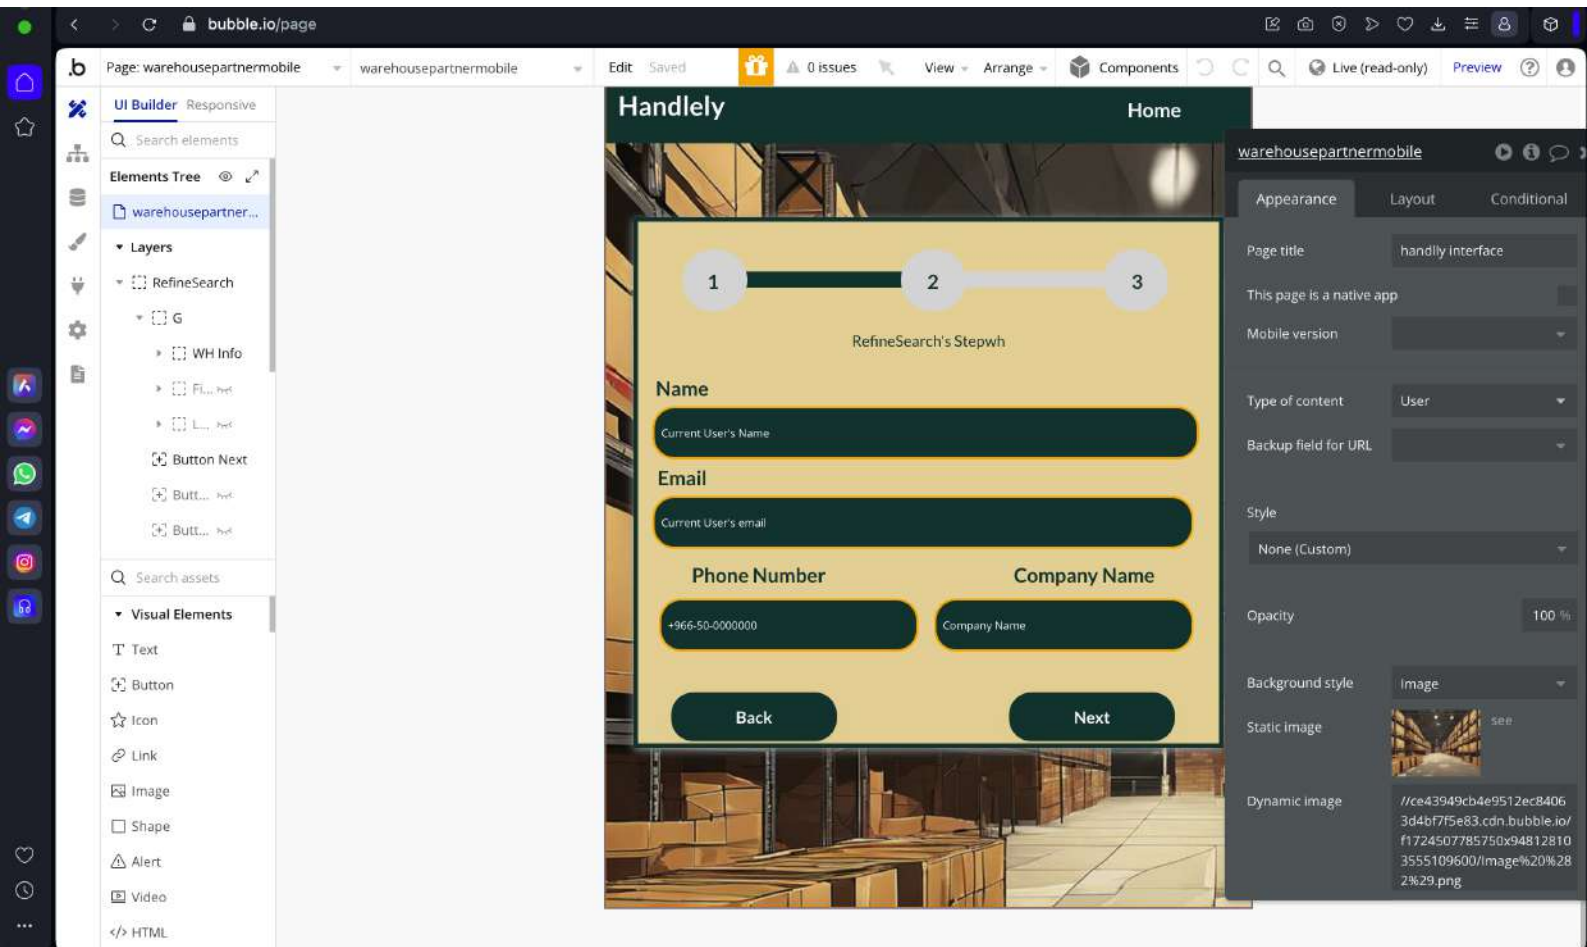 bubble.io/page
.b
Page: warehousepartnermobile
warehousepartnermobile
Edit
Saved
0 issues
View
Arrange
Components
Live (read-only)
Preview
UI Builder
Responsive
Search elements
Elements Tree
warehousepartner...
Layers
RefineSearch
G
WH Info
Fi...
L...
Button Next
Butt...
Butt...
Search assets
Visual Elements
Text
Button
Icon
Link
Image
Shape
Alert
Video
</> HTML
Handlely
Home
1
2
3
RefineSearch's Stepwh
Name
Current User's Name
Email
Current User's email
Phone Number
Company Name
+966-50-0000000
Company Name
Back
Next
warehousepartnermobile
Appearance
Layout
Conditional
Page title
handlly interface
This page is a native app
Mobile version
Type of content
User
Backup field for URL
Style
None (Custom)
Opacity
100 %
Background style
Image
Static image
see
Dynamic image
//ce43949cb4e9512ec8406
3d4bf7f5e83.cdn.bubble.io/
f1724507785750x94812810
3555109600/Image%20%28
2%29.png